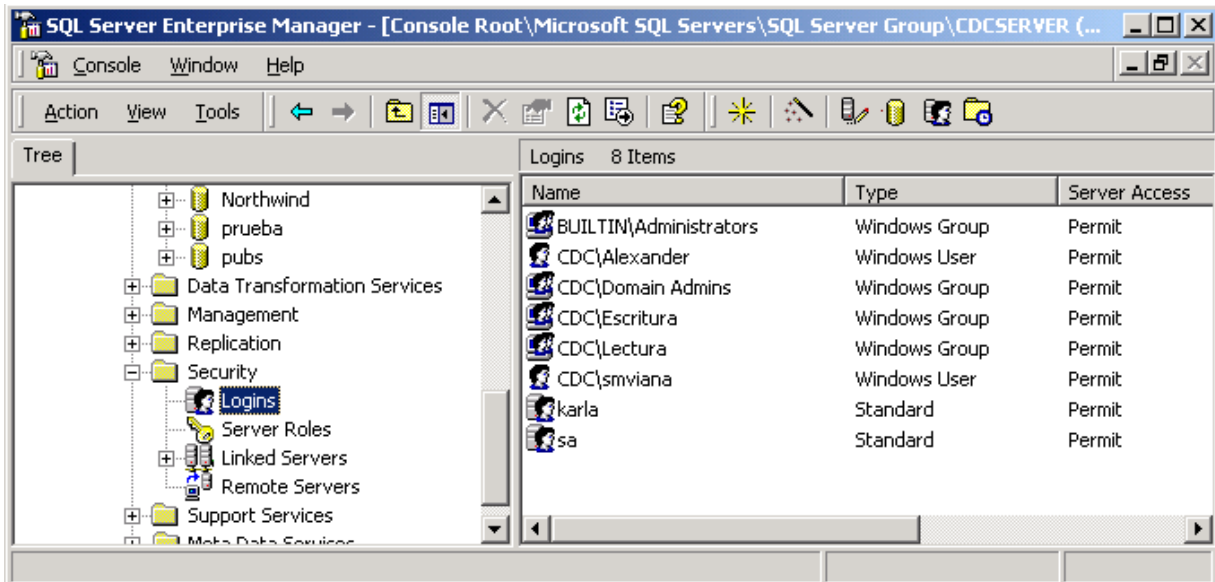 SQL Server Enterprise Manager - [Console Root\Microsoft SQL Servers\SQL Server Group\CDCSERVER (...
Console Window Help
Action View Tools
Tree
Northwind
prueba
pubs
Data Transformation Services
Management
Replication
Security
Logins
Server Roles
Linked Servers
Remote Servers
Support Services
Meta Data Services
Logins 8 Items
Name Type Server Access
BUILTIN\Administrators Windows Group Permit
CDC\Alexander Windows User Permit
CDC\Domain Admins Windows Group Permit
CDC\Escritura Windows Group Permit
CDC\Lectura Windows Group Permit
CDC\smviana Windows User Permit
karla Standard Permit
sa Standard Permit